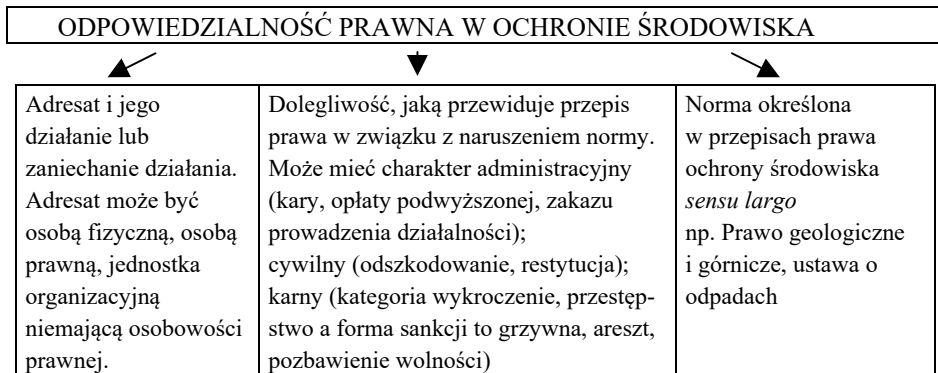 ODPOWIEDZIALNOŚĆ PRAWNA W OCHRONIE ŚRODOWISKA
Adresat i jego
działanie lub
zaniechanie działania.
Adresat może być
osobą fizyczną, osobą
prawną, jednostka
organizacyjną
niemającą osobowości
prawnej.
Dolegliwość, jaką przewiduje przepis
prawa w związku z naruszeniem normy.
Może mieć charakter administracyjny
(kary, opłaty podwyższonej, zakazu
prowadzenia działalności);
cywilny (odszkodowanie, restytucja);
karny (kategoria wykroczenie, przestęp-
stwo a forma sankcji to grzywna, areszt,
pozbawienie wolności)
Norma określona
w przepisach prawa
ochrony środowiska
sensu largo
np. Prawo geologiczne
i górnicze, ustawa o
odpadach